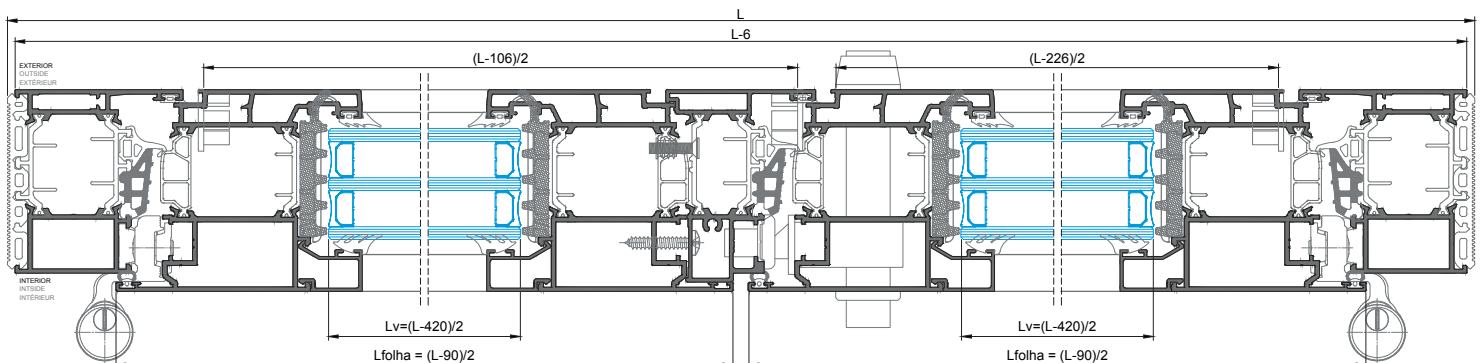 L
L-6
(L-106)/2
(L-226)/2
EXTERIOR
OUTSIDE
EXTÉRIEUR
INTERIOR
INTSIDE
INTÉRIEUR
Lv=(L-420)/2
Lv=(L-420)/2
Lfolha = (L-90)/2
Lfolha = (L-90)/2